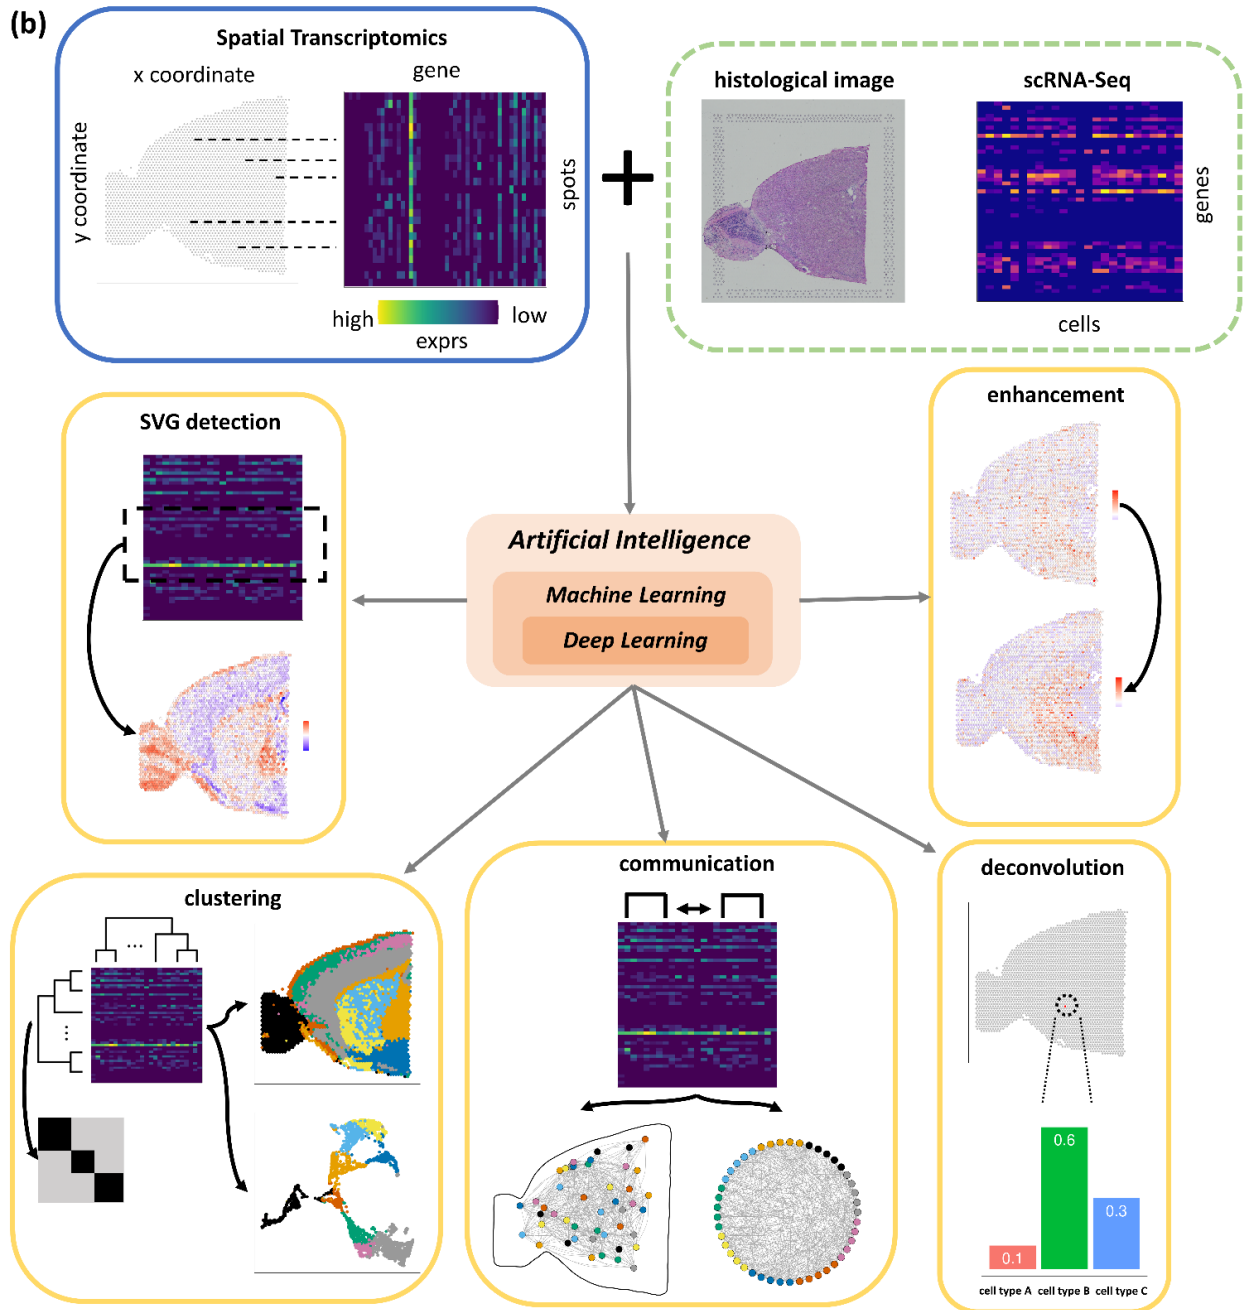 (b)
Spatial Transcriptomics
x coordinate
gene
y coordinate
spots
high
low
exprs
histological image
scRNA-Seq
genes
cells
SVG detection
enhancement
Artificial Intelligence
Machine Learning
Deep Learning
clustering
...
...
communication
deconvolution
0.6
0.3
0.1
cell type A cell type B cell type C